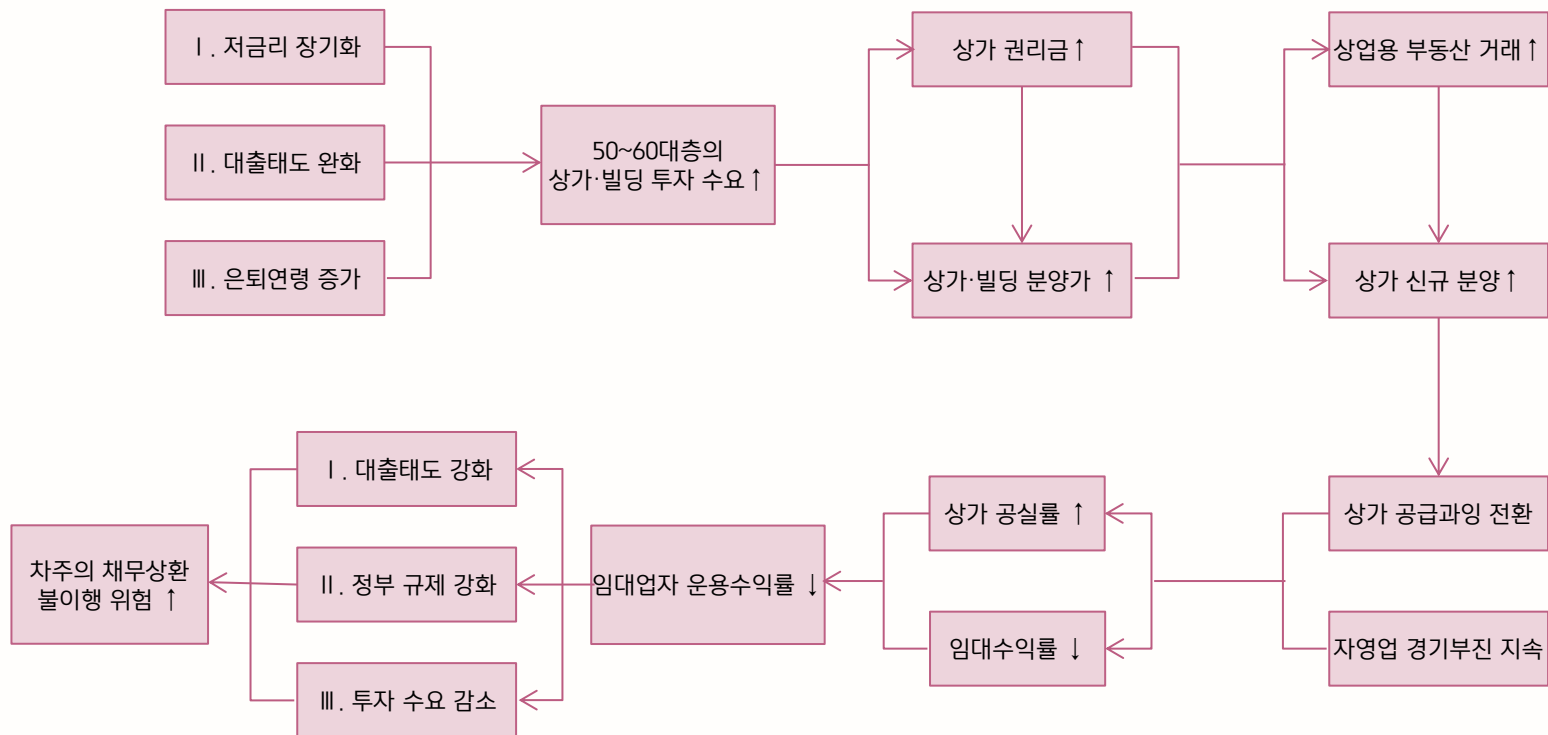 Ⅰ. 저금리 장기화
Ⅱ. 대출태도 완화
Ⅲ. 은퇴연령 증가
50~60대층의
상가·빌딩 투자 수요↑
상가 권리금↑
상가·빌딩 분양가 ↑
상업용 부동산 거래↑
상가 신규 분양↑
상가 공급과잉 전환
자영업 경기부진 지속
상가 공실률 ↑
임대수익률 ↓
임대업자 운용수익률 ↓
Ⅰ. 대출태도 강화
Ⅱ. 정부 규제 강화
Ⅲ. 투자 수요 감소
차주의 채무상환
불이행 위험 ↑